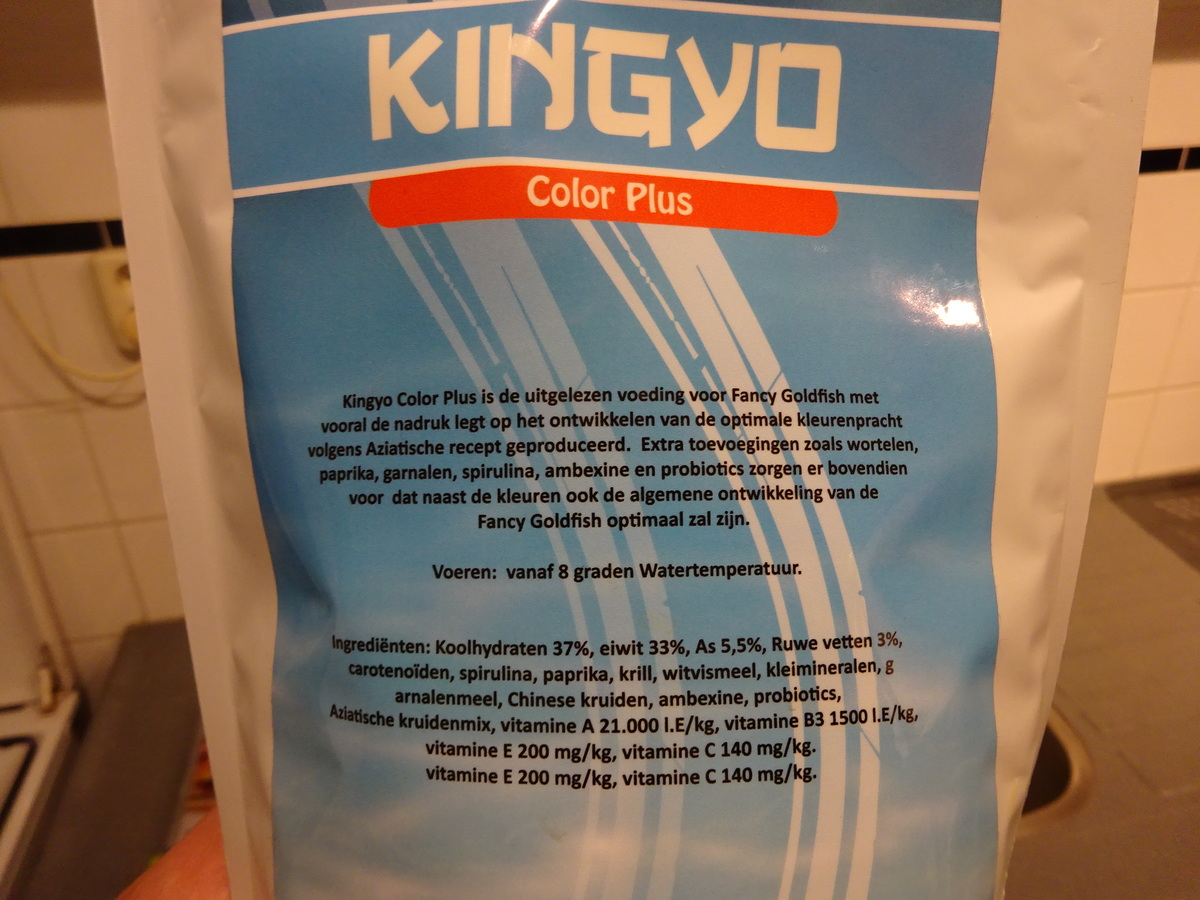 KINGYO
Color Plus
Kingyo Color Plus is de uitgelezen voeding voor Fancy Goldfish met
vooral de nadruk legt op het ontwikkelen van de optimale kleurenpracht
volgens Aziatische recept geproduceerd. Extra toevoegingen zoals wortelen,
paprika, garnalen, spirulina, ambexine en probiotics zorgen er bovendien
voor dat naast de kleuren ook de algemene ontwikkeling van de
Fancy Goldfish optimaal zal zijn.
Voeren: vanaf 8 graden Watertemperatuur.
Ingrediënten: Koolhydraten 37%, eiwit 33%, As 5,5%, Ruwe vetten 3%,
carotenoïden, spirulina, paprika, krill, witvismeel, kleimineralen, g
arnalenmeel, Chinese kruiden, ambexine, probiotics,
Aziatische kruidenmix, vitamine A 21.000 I.E/kg, vitamine B3 1500 I.E/kg,
vitamine E 200 mg/kg, vitamine C 140 mg/kg.
vitamine E 200 mg/kg, vitamine C 140 mg/kg.